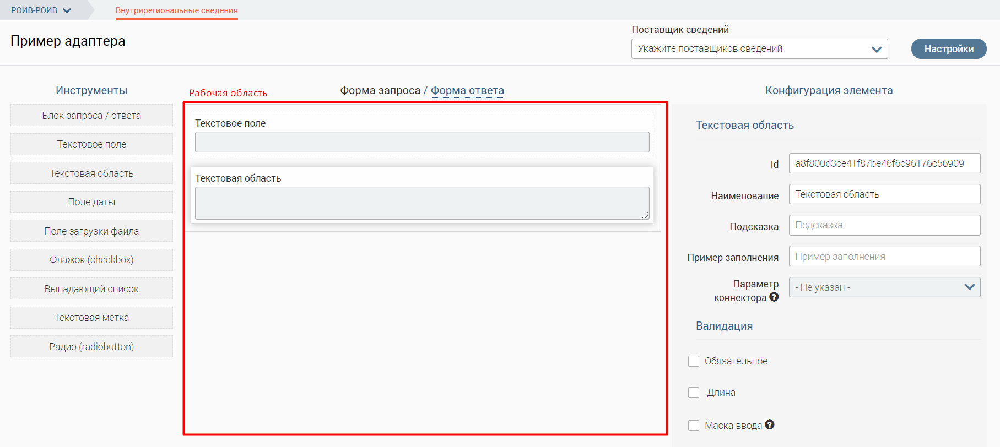 РОИВ-РОИВ
Внутрирегиональные сведения
Пример адаптера
Поставщик сведений
Укажите поставщиков сведений
Настройки
Инструменты
Блок запроса / ответа
Текстовое поле
Текстовая область
Поле даты
Поле загрузки файла
Флажок (checkbox)
Выпадающий список
Текстовая метка
Радио (radiobutton)
Рабочая область
Форма запроса / Форма ответа
Текстовое поле
Текстовая область
Конфигурация элемента
Текстовая область
Id
a8f800d3ce41f87be46f6c96176c56909
Наименование
Текстовая область
Подсказка
Подсказка
Пример заполнения
Пример заполнения
Параметр
коннектора ?
- Не указан -
Валидация
Обязательное
Длина
Маска ввода ?